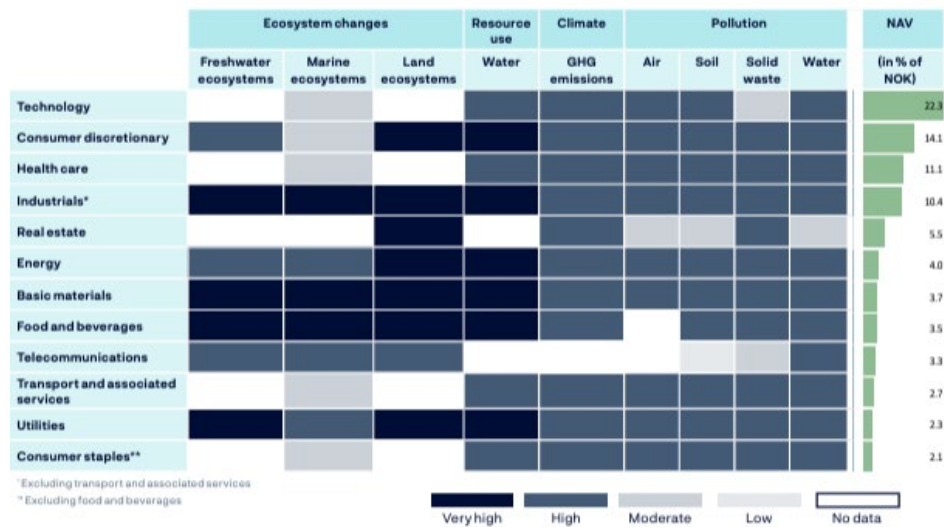 Ecosystem changes Resource use Climate Pollution NAV
Freshwater ecosystems Marine ecosystems Land ecosystems Water GHG emissions Air Soil Solid waste Water (in % of NOK)
Technology 22.3
Consumer discretionary 14.1
Health care 11.1
Industrials* 10.4
Real estate 5.5
Energy 4.0
Basic materials 3.7
Food and beverages 3.5
Telecommunications 3.3
Transport and associated services 2.7
Utilities 2.3
Consumer staples** 2.1
* Excluding transport and associated services
** Excluding food and beverages
Very high High Moderate Low No data